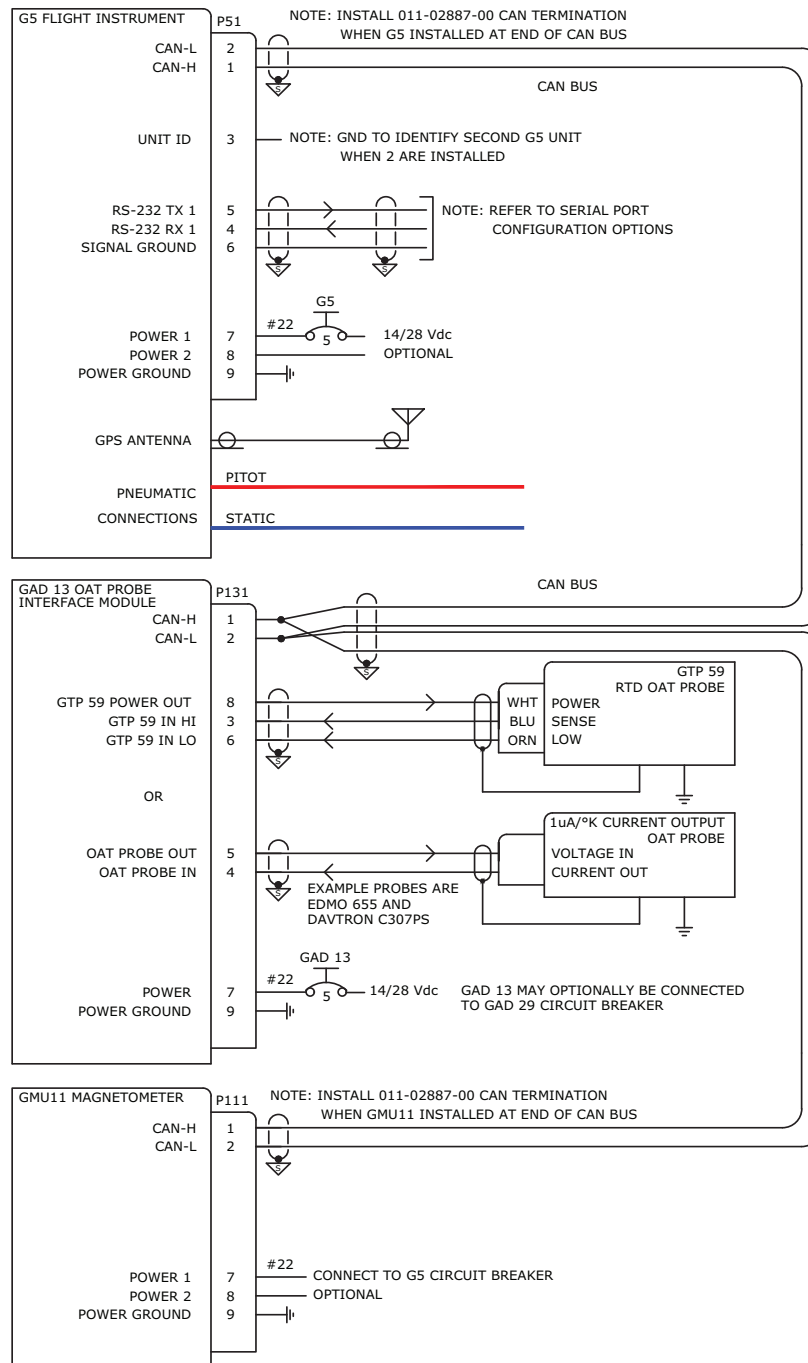 G5 FLIGHT INSTRUMENT P51
NOTE: INSTALL 011-02887-00 CAN TERMINATION
WHEN G5 INSTALLED AT END OF CAN BUS
CAN-L 2
CAN-H 1
S
CAN BUS
UNIT ID 3 NOTE: GND TO IDENTIFY SECOND G5 UNIT
WHEN 2 ARE INSTALLED
RS-232 TX 1 5 NOTE: REFER TO SERIAL PORT
RS-232 RX 1 4 CONFIGURATION OPTIONS
SIGNAL GROUND 6
S S
G5
#22
POWER 1 7 5 14/28 Vdc
POWER 2 8 OPTIONAL
POWER GROUND 9
GPS ANTENNA
PITOT
PNEUMATIC
CONNECTIONS STATIC
GAD 13 OAT PROBE
INTERFACE MODULE P131
CAN BUS
CAN-H 1
CAN-L 2
S
GTP 59
RTD OAT PROBE
GTP 59 POWER OUT 8 WHT POWER
GTP 59 IN HI 3 BLU SENSE
GTP 59 IN LO 6 ORN LOW
S
OR
1uA/°K CURRENT OUTPUT
OAT PROBE
OAT PROBE OUT 5 VOLTAGE IN
OAT PROBE IN 4 CURRENT OUT
S
EXAMPLE PROBES ARE
EDMO 655 AND
DAVTRON C307PS
GAD 13
#22
POWER 7 5 14/28 Vdc
POWER GROUND 9
GAD 13 MAY OPTIONALLY BE CONNECTED
TO GAD 29 CIRCUIT BREAKER
GMU11 MAGNETOMETER P111
NOTE: INSTALL 011-02887-00 CAN TERMINATION
WHEN GMU11 INSTALLED AT END OF CAN BUS
CAN-H 1
CAN-L 2
S
#22
POWER 1 7 CONNECT TO G5 CIRCUIT BREAKER
POWER 2 8 OPTIONAL
POWER GROUND 9